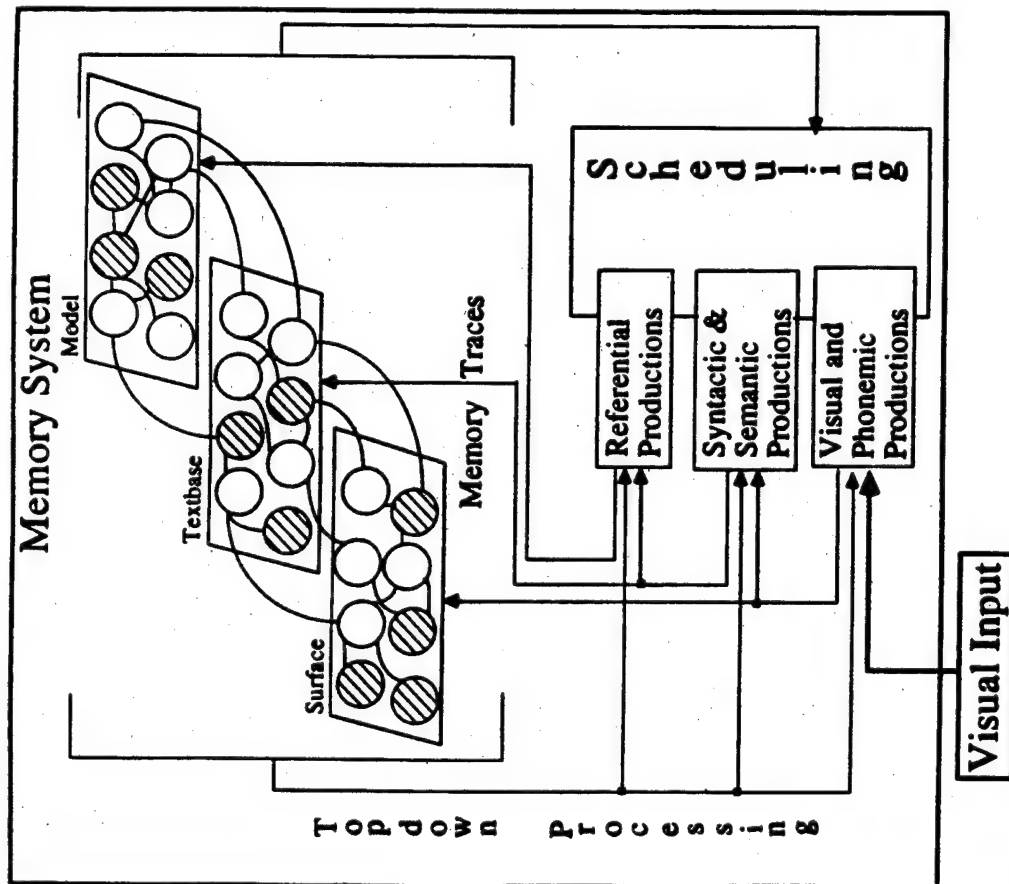 Memory System
Model
Textbase
Surface
Memory Traces
Topdown Processing
Scheduling
Referential
Productions
Syntactic &
Semantic
Productions
Visual and
Phonemic
Productions
Visual Input